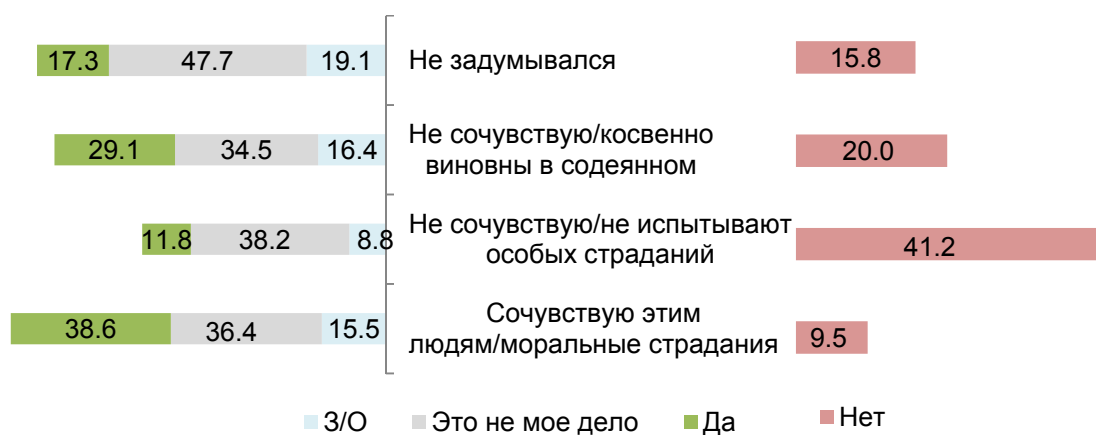 17.3 47.7 19.1 Не задумывался 15.8
Не сочувствую/косвенно
29.1 34.5 16.4 20.0
виновны в содеянном
Не сочувствую/не испытывают
11.8 38.2 8.8 41.2
особых страданий
Сочувствую этим
38.6 36.4 15.5 9.5
людям/моральные страдания
З/О Это не мое дело Да Нет